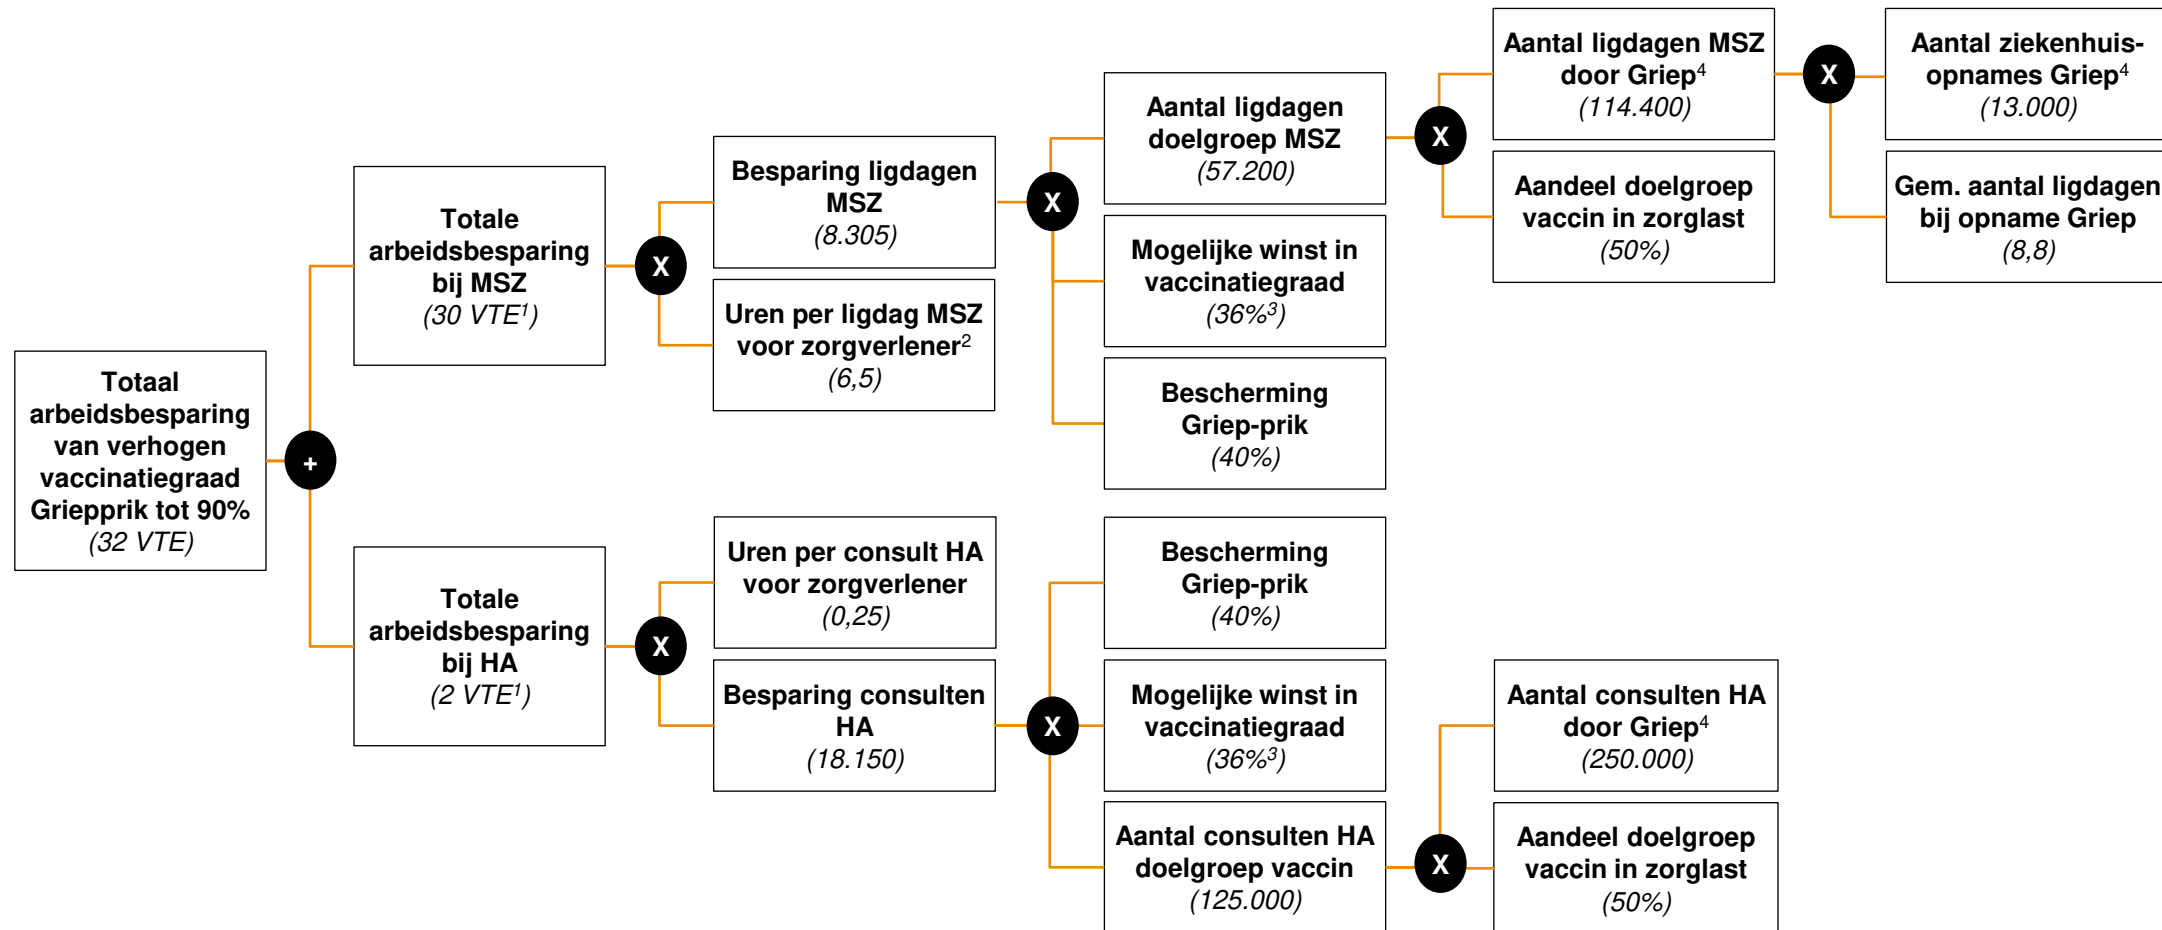 Totaal
arbeidsbesparing
van verhogen
vaccinatiegraad
Griepprik tot 90%
(32 VTE)
+
Totale
arbeidsbesparing
bij MSZ
(30 VTE¹)
X
Besparing ligdagen
MSZ
(8.305)
Uren per ligdag MSZ
voor zorgverlener²
(6,5)
X
Aantal ligdagen
doelgroep MSZ
(57.200)
Mogelijke winst in
vaccinatiegraad
(36%³)
Bescherming
Griep-prik
(40%)
X
Aantal ligdagen MSZ
door Griep⁴
(114.400)
Aandeel doelgroep
vaccin in zorglast
(50%)
X
Aantal ziekenhuis-
opnames Griep⁴
(13.000)
Gem. aantal ligdagen
bij opname Griep
(8,8)
Totale
arbeidsbesparing
bij HA
(2 VTE¹)
X
Uren per consult HA
voor zorgverlener
(0,25)
Besparing consulten
HA
(18.150)
X
Bescherming
Griep-prik
(40%)
Mogelijke winst in
vaccinatiegraad
(36%³)
Aantal consulten HA
doelgroep vaccin
(125.000)
X
Aantal consulten HA
door Griep⁴
(250.000)
Aandeel doelgroep
vaccin in zorglast
(50%)